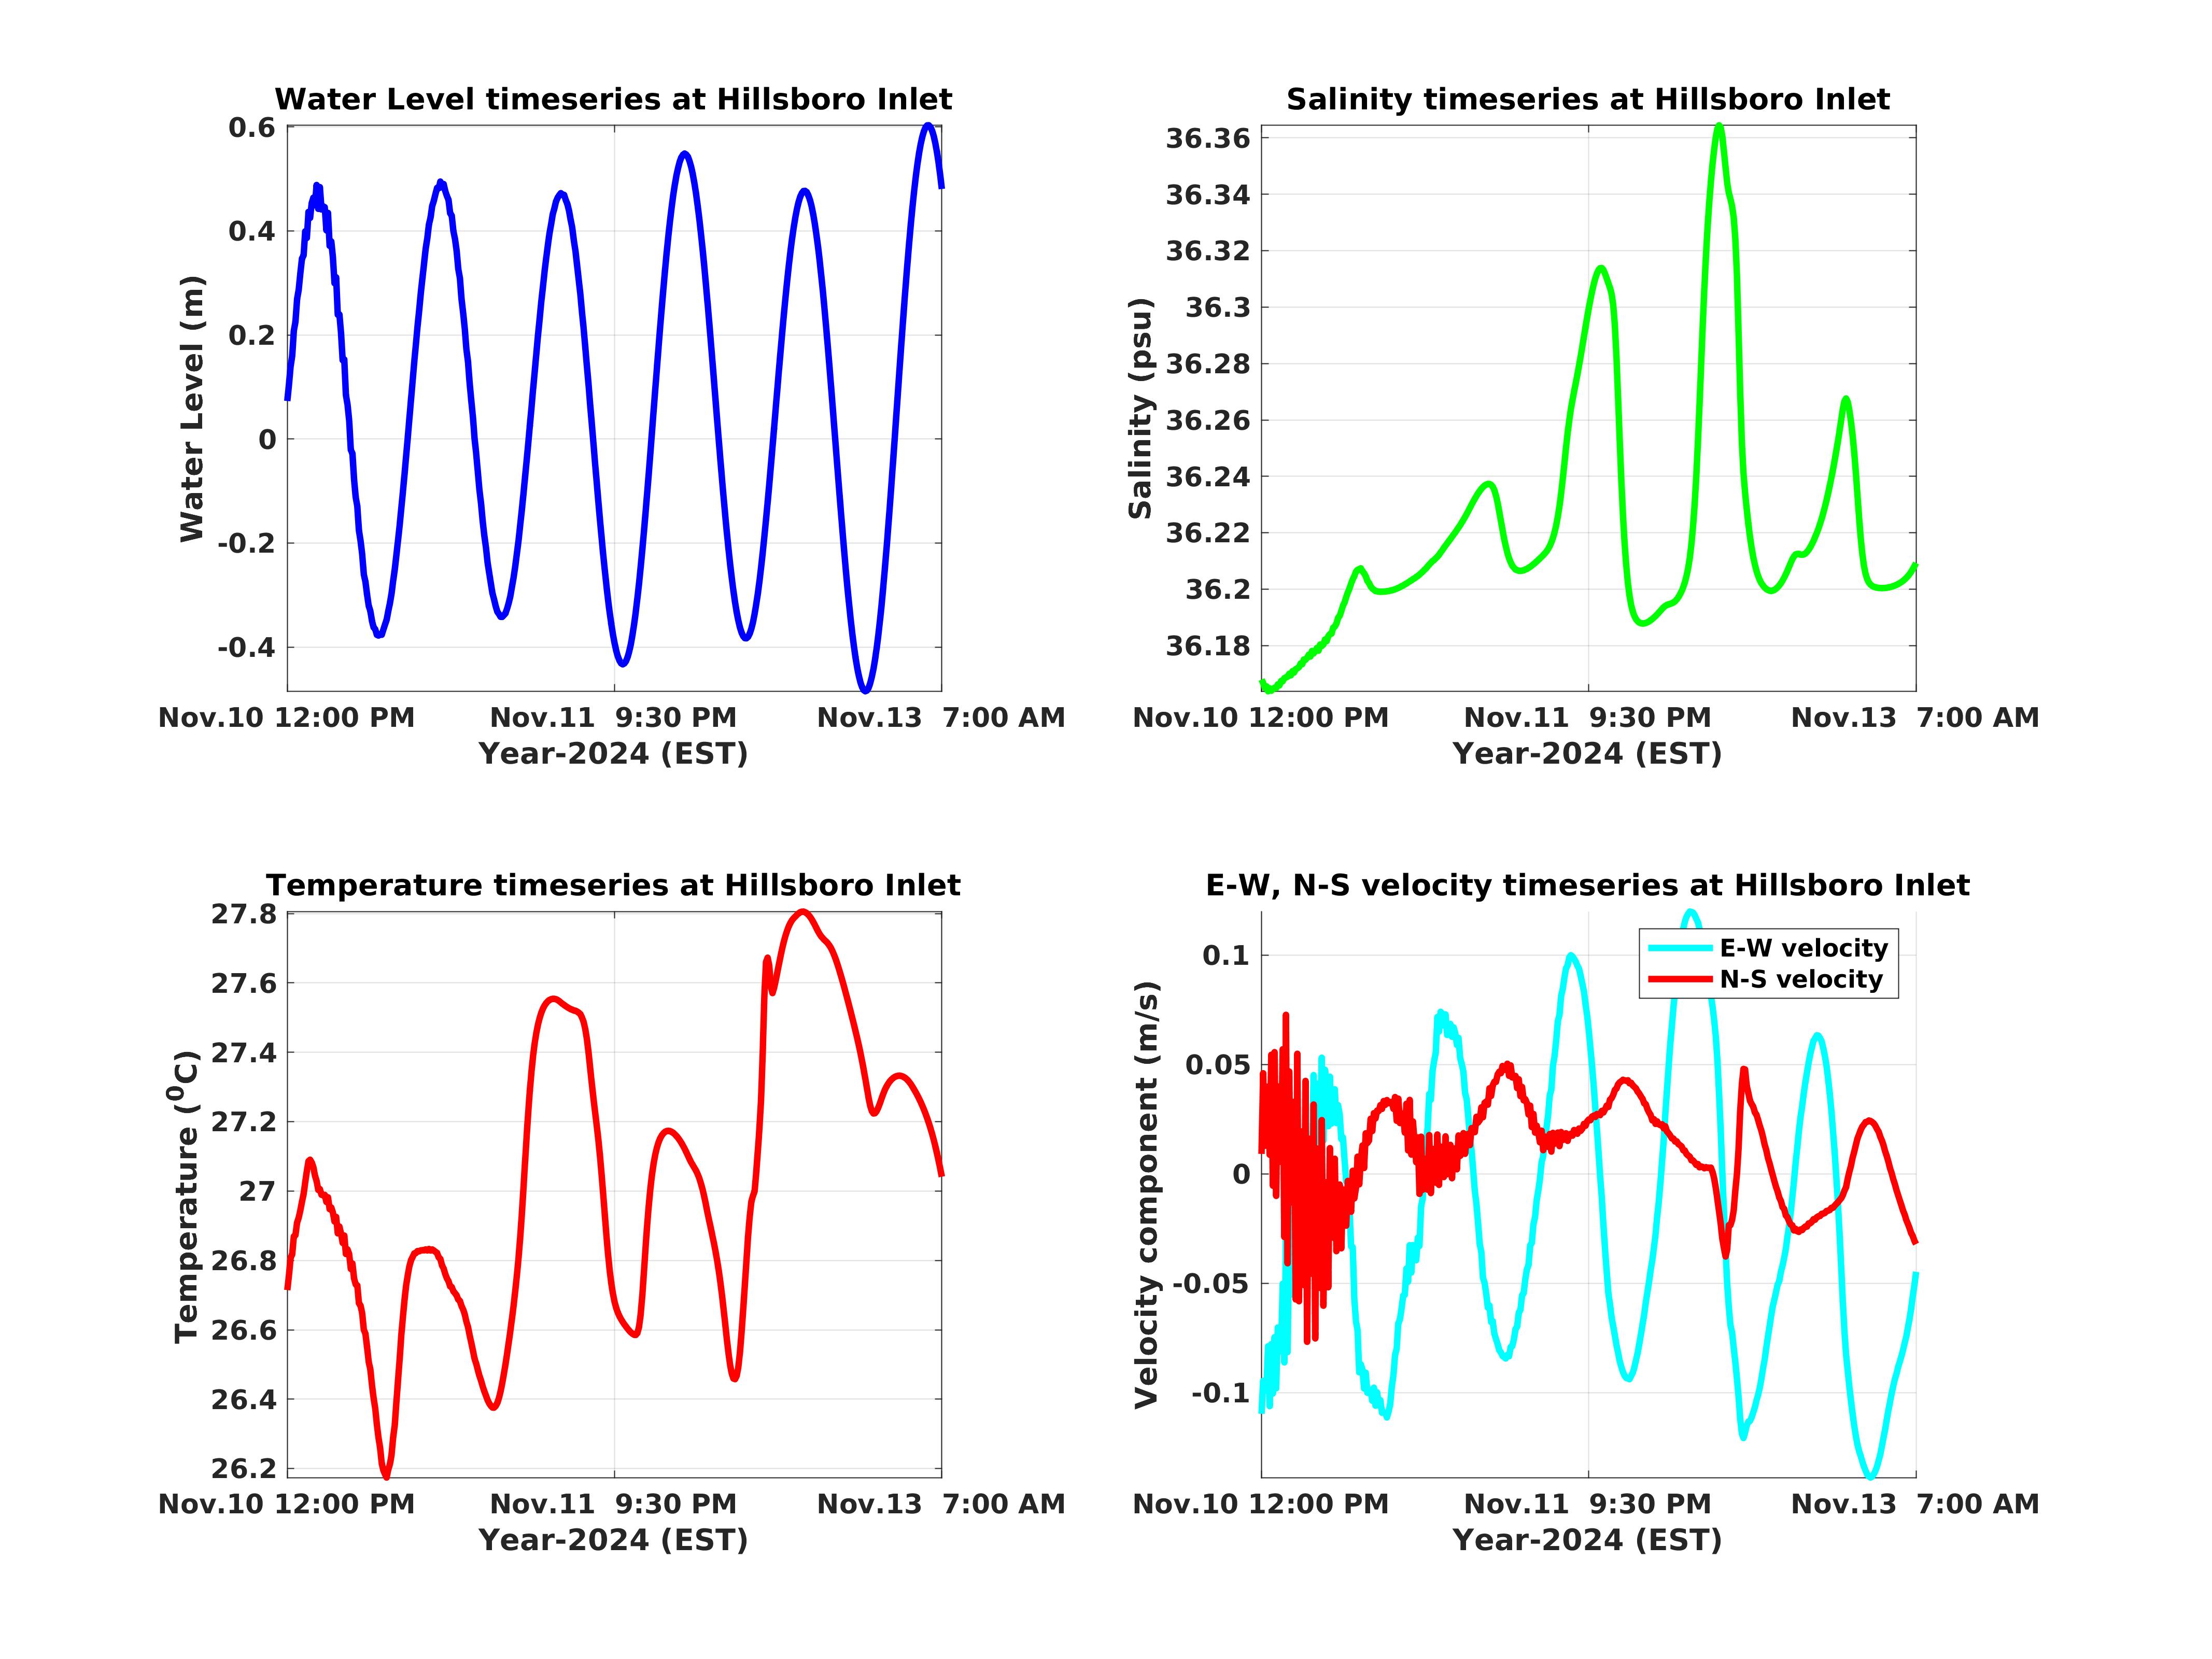 Water Level timeseries at Hillsboro Inlet
0.6
0.4
0.2
0
-0.2
-0.4
Water Level (m)
Nov.10 12:00 PM Nov.11 9:30 PM Nov.13 7:00 AM
Year-2024 (EST)
Salinity timeseries at Hillsboro Inlet
36.36
36.34
36.32
36.3
36.28
36.26
36.24
36.22
36.2
36.18
Salinity (psu)
Nov.10 12:00 PM Nov.11 9:30 PM Nov.13 7:00 AM
Year-2024 (EST)
Temperature timeseries at Hillsboro Inlet
27.8
27.6
27.4
27.2
27
26.8
26.6
26.4
26.2
Temperature (⁰C)
Nov.10 12:00 PM Nov.11 9:30 PM Nov.13 7:00 AM
Year-2024 (EST)
E-W, N-S velocity timeseries at Hillsboro Inlet
E-W velocity
N-S velocity
0.1
0.05
0
-0.05
-0.1
Velocity component (m/s)
Nov.10 12:00 PM Nov.11 9:30 PM Nov.13 7:00 AM
Year-2024 (EST)